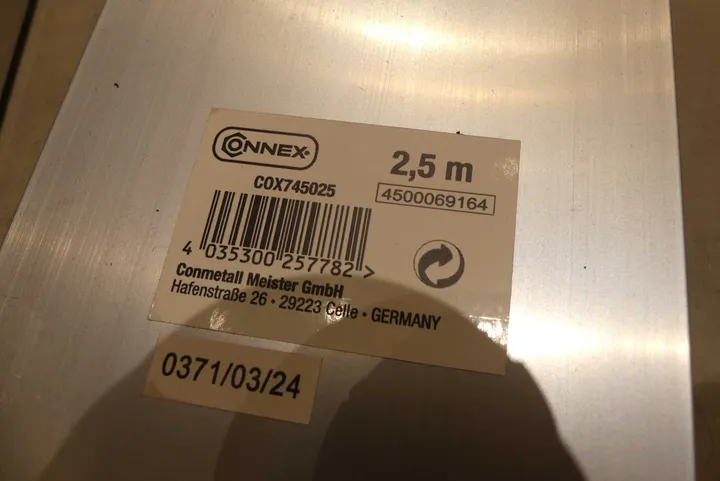 CONNEX
2,5 m
COX745025
4500069164
4 035300 257782 >
Conmetall Meister GmbH
Hafenstraße 26 · 29223 Celle · GERMANY
0371/03/24